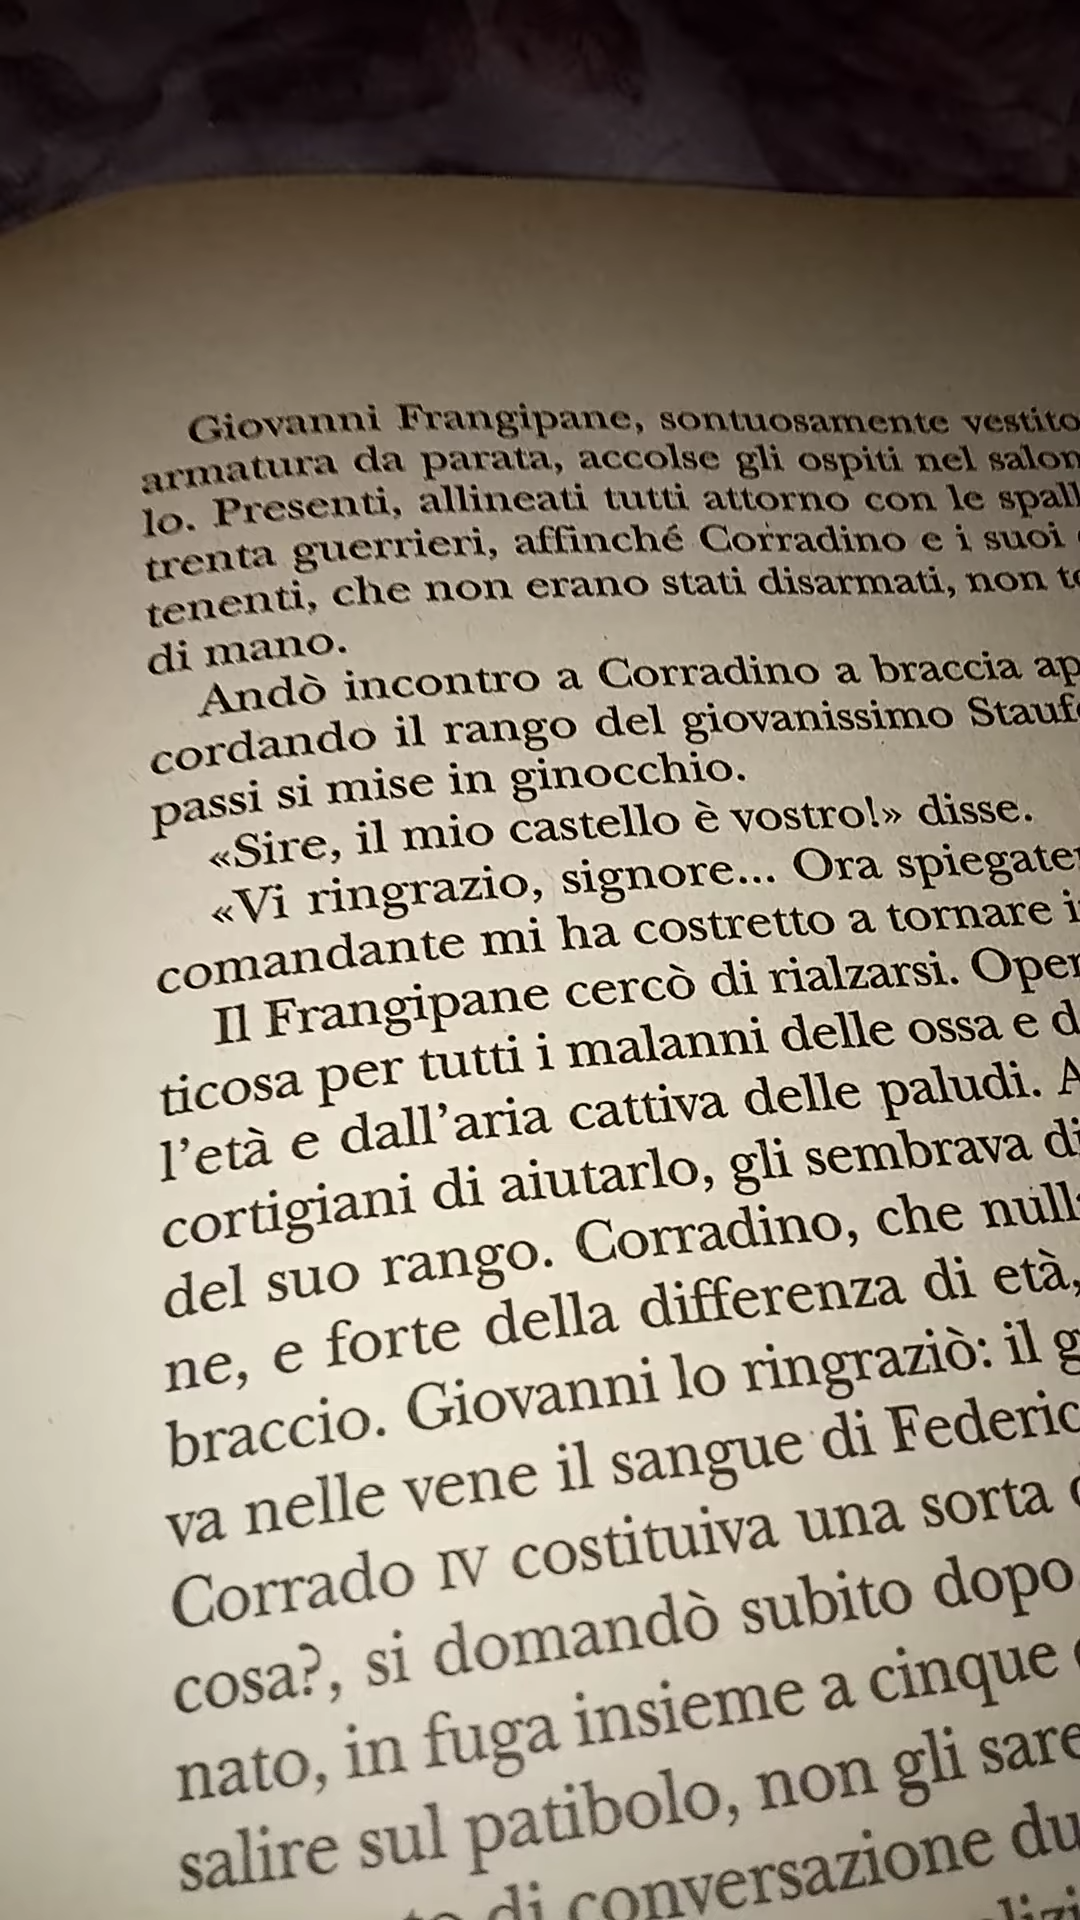 Giovanni Frangipane, sontuosamente vestito
armatura da parata, accolse gli ospiti nel salon
lo. Presenti, allineati tutti attorno con le spall
trenta guerrieri, affinché Corradino e i suoi
tenenti, che non erano stati disarmati, non
di mano.
Andò incontro a Corradino a braccia ap
cordando il rango del giovanissimo Stauf
passi si mise in ginocchio.
«Sire, il mio castello è vostro!» disse.
«Vi ringrazio, signore... Ora spiegate
comandante mi ha costretto a tornare i
Il Frangipane cercò di rialzarsi. Oper
ticosa per tutti i malanni delle ossa e d
l'età e dall'aria cattiva delle paludi. A
cortigiani di aiutarlo, gli sembrava di
del suo rango. Corradino, che null
ne, e forte della differenza di età,
braccio. Giovanni lo ringraziò: il g
va nelle vene il sangue di Federic
Corrado IV costituiva una sorta
cosa?, si domandò subito dopo
nato, in fuga insieme a cinque
salire sul patibolo, non gli sare
di conversazione du